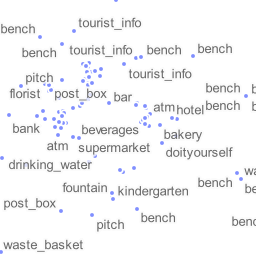 tourist_info
bench
bench
tourist_info
bench
bench
tourist_info
pitch
florist
post_box
bar
atm
hotel
bench
bench
bank
beverages
bakery
atm
supermarket
doityourself
drinking_water
fountain
kindergarten
bench
post_box
pitch
bench
waste_basket